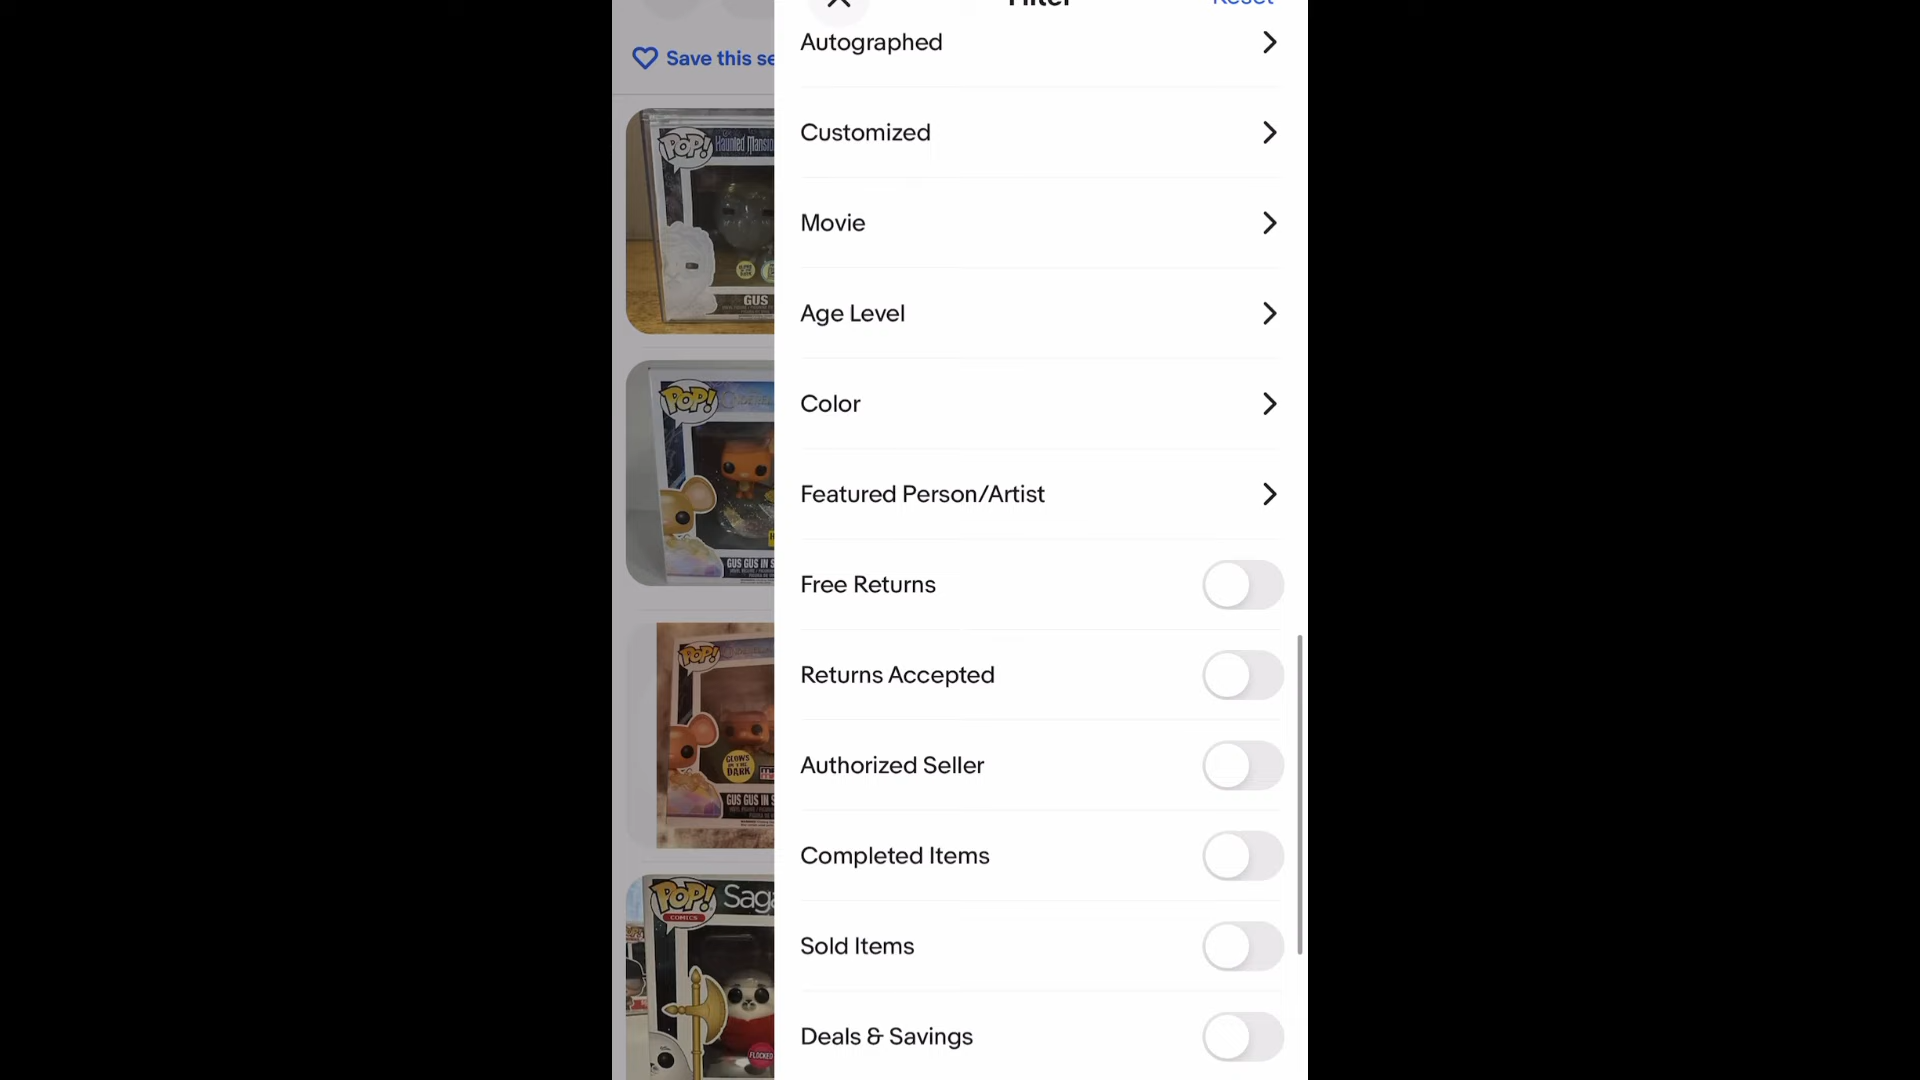 Filter
Reset
Save this se
Autographed
Customized
Movie
Age Level
Color
Featured Person/Artist
Free Returns
Returns Accepted
Authorized Seller
Completed Items
Sold Items
Deals & Savings
POP!
Haunted Mansio
GUS
POP!
GUS GUS IN S
POP!
GLOWS
IN THE
DARK
GUS GUS IN S
POP!
COMICS
Saga
FLOCKED